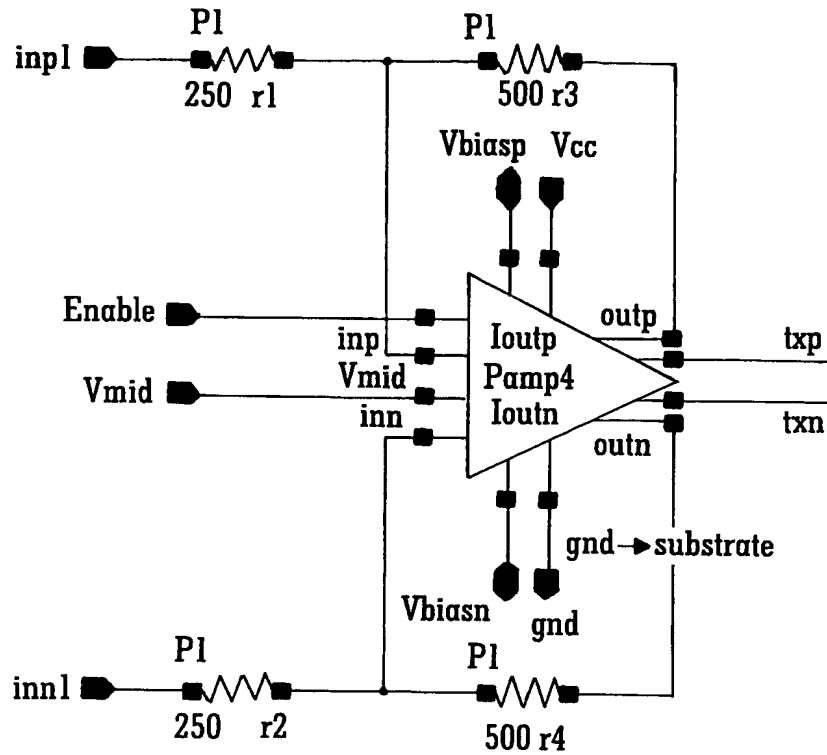 P1
P1
inp1
250 r1
500 r3
Vbiasp Vcc
Enable
outp
Ioutp
inp
txp
Vmid
Pamp4
Vmid
inn
Ioutn
txn
outn
gnd substrate
Vbiasn
gnd
P1
P1
inn1
250 r2
500 r4